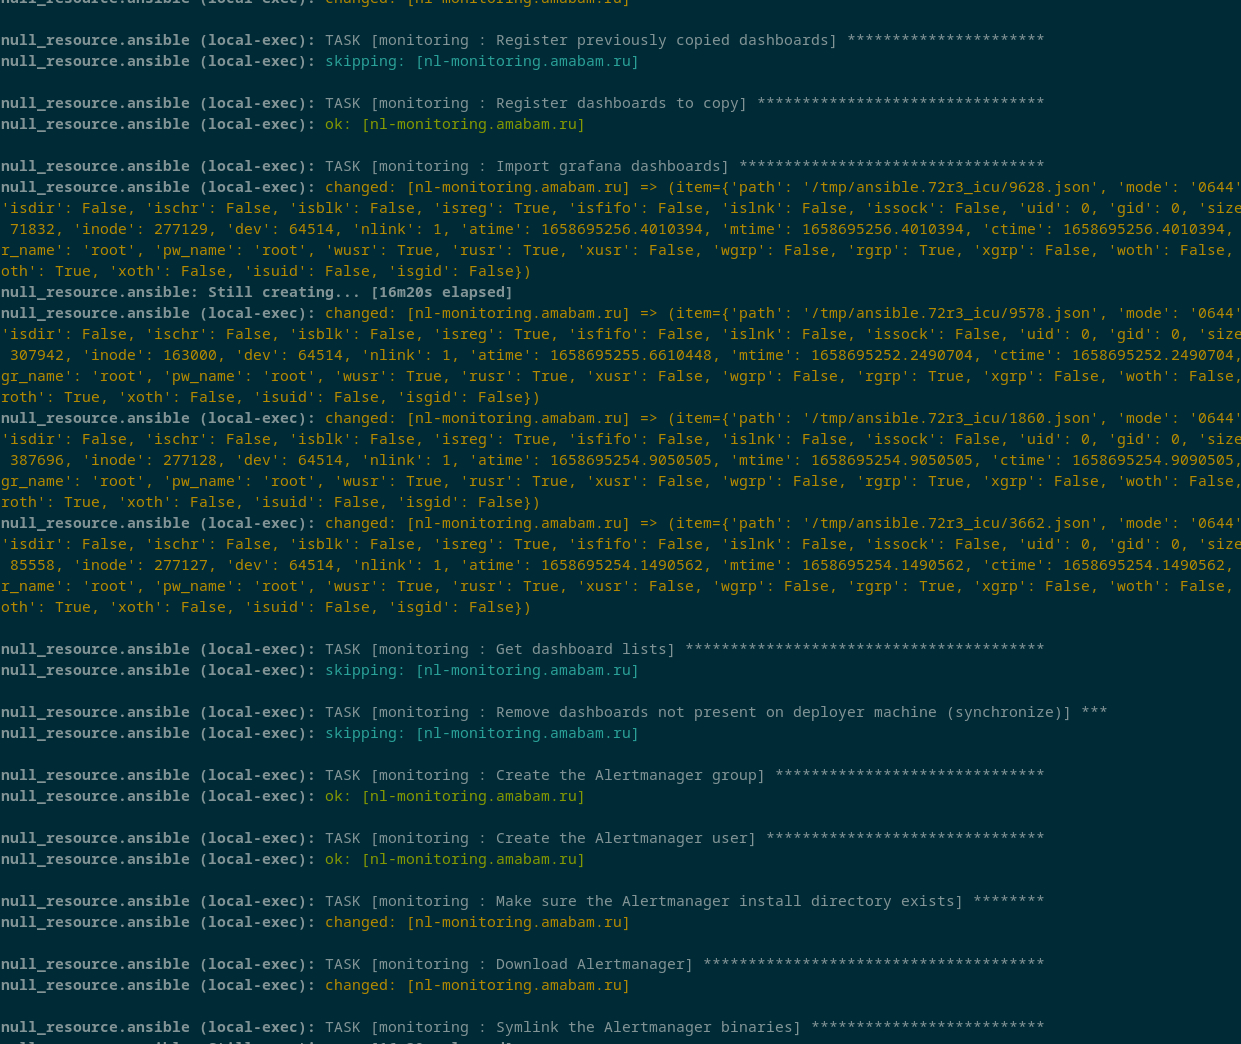 null_resource.ansible (local-exec): changed: [nl-monitoring.amabam.ru]
null_resource.ansible (local-exec): TASK [monitoring : Register previously copied dashboards] **********************
null_resource.ansible (local-exec): skipping: [nl-monitoring.amabam.ru]
null_resource.ansible (local-exec): TASK [monitoring : Register dashboards to copy] ********************************
null_resource.ansible (local-exec): ok: [nl-monitoring.amabam.ru]
null_resource.ansible (local-exec): TASK [monitoring : Import grafana dashboards] **********************************
null_resource.ansible (local-exec): changed: [nl-monitoring.amabam.ru] => (item={'path': '/tmp/ansible.72r3_icu/9628.json', 'mode': '0644'
'isdir': False, 'ischr': False, 'isblk': False, 'isreg': True, 'isfifo': False, 'islnk': False, 'issock': False, 'uid': 0, 'gid': 0, 'size
71832, 'inode': 277129, 'dev': 64514, 'nlink': 1, 'atime': 1658695256.4010394, 'mtime': 1658695256.4010394, 'ctime': 1658695256.4010394,
r_name': 'root', 'pw_name': 'root', 'wusr': True, 'rusr': True, 'xusr': False, 'wgrp': False, 'rgrp': True, 'xgrp': False, 'woth': False,
oth': True, 'xoth': False, 'isuid': False, 'isgid': False})
null_resource.ansible: Still creating... [16m20s elapsed]
null_resource.ansible (local-exec): changed: [nl-monitoring.amabam.ru] => (item={'path': '/tmp/ansible.72r3_icu/9578.json', 'mode': '0644'
'isdir': False, 'ischr': False, 'isblk': False, 'isreg': True, 'isfifo': False, 'islnk': False, 'issock': False, 'uid': 0, 'gid': 0, 'size
307942, 'inode': 163000, 'dev': 64514, 'nlink': 1, 'atime': 1658695255.6610448, 'mtime': 1658695252.2490704, 'ctime': 1658695252.2490704,
gr_name': 'root', 'pw_name': 'root', 'wusr': True, 'rusr': True, 'xusr': False, 'wgrp': False, 'rgrp': True, 'xgrp': False, 'woth': False,
roth': True, 'xoth': False, 'isuid': False, 'isgid': False})
null_resource.ansible (local-exec): changed: [nl-monitoring.amabam.ru] => (item={'path': '/tmp/ansible.72r3_icu/1860.json', 'mode': '0644'
'isdir': False, 'ischr': False, 'isblk': False, 'isreg': True, 'isfifo': False, 'islnk': False, 'issock': False, 'uid': 0, 'gid': 0, 'size
387696, 'inode': 277128, 'dev': 64514, 'nlink': 1, 'atime': 1658695254.9050505, 'mtime': 1658695254.9050505, 'ctime': 1658695254.9090505,
gr_name': 'root', 'pw_name': 'root', 'wusr': True, 'rusr': True, 'xusr': False, 'wgrp': False, 'rgrp': True, 'xgrp': False, 'woth': False,
roth': True, 'xoth': False, 'isuid': False, 'isgid': False})
null_resource.ansible (local-exec): changed: [nl-monitoring.amabam.ru] => (item={'path': '/tmp/ansible.72r3_icu/3662.json', 'mode': '0644'
'isdir': False, 'ischr': False, 'isblk': False, 'isreg': True, 'isfifo': False, 'islnk': False, 'issock': False, 'uid': 0, 'gid': 0, 'size
85558, 'inode': 277127, 'dev': 64514, 'nlink': 1, 'atime': 1658695254.1490562, 'mtime': 1658695254.1490562, 'ctime': 1658695254.1490562,
r_name': 'root', 'pw_name': 'root', 'wusr': True, 'rusr': True, 'xusr': False, 'wgrp': False, 'rgrp': True, 'xgrp': False, 'woth': False,
oth': True, 'xoth': False, 'isuid': False, 'isgid': False})
null_resource.ansible (local-exec): TASK [monitoring : Get dashboard lists] ****************************************
null_resource.ansible (local-exec): skipping: [nl-monitoring.amabam.ru]
null_resource.ansible (local-exec): TASK [monitoring : Remove dashboards not present on deployer machine (synchronize)] ***
null_resource.ansible (local-exec): skipping: [nl-monitoring.amabam.ru]
null_resource.ansible (local-exec): TASK [monitoring : Create the Alertmanager group] ******************************
null_resource.ansible (local-exec): ok: [nl-monitoring.amabam.ru]
null_resource.ansible (local-exec): TASK [monitoring : Create the Alertmanager user] *******************************
null_resource.ansible (local-exec): ok: [nl-monitoring.amabam.ru]
null_resource.ansible (local-exec): TASK [monitoring : Make sure the Alertmanager install directory exists] ********
null_resource.ansible (local-exec): changed: [nl-monitoring.amabam.ru]
null_resource.ansible (local-exec): TASK [monitoring : Download Alertmanager] **************************************
null_resource.ansible (local-exec): changed: [nl-monitoring.amabam.ru]
null_resource.ansible (local-exec): TASK [monitoring : Symlink the Alertmanager binaries] **************************